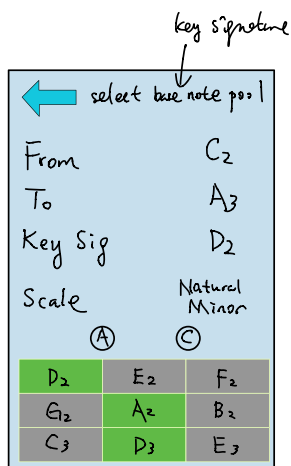 key signature
select base note pool
From C2
To A3
Key Sig D2
Scale Natural Minor
A C
D2 E2 F2
G2 A2 B2
C3 D3 E3